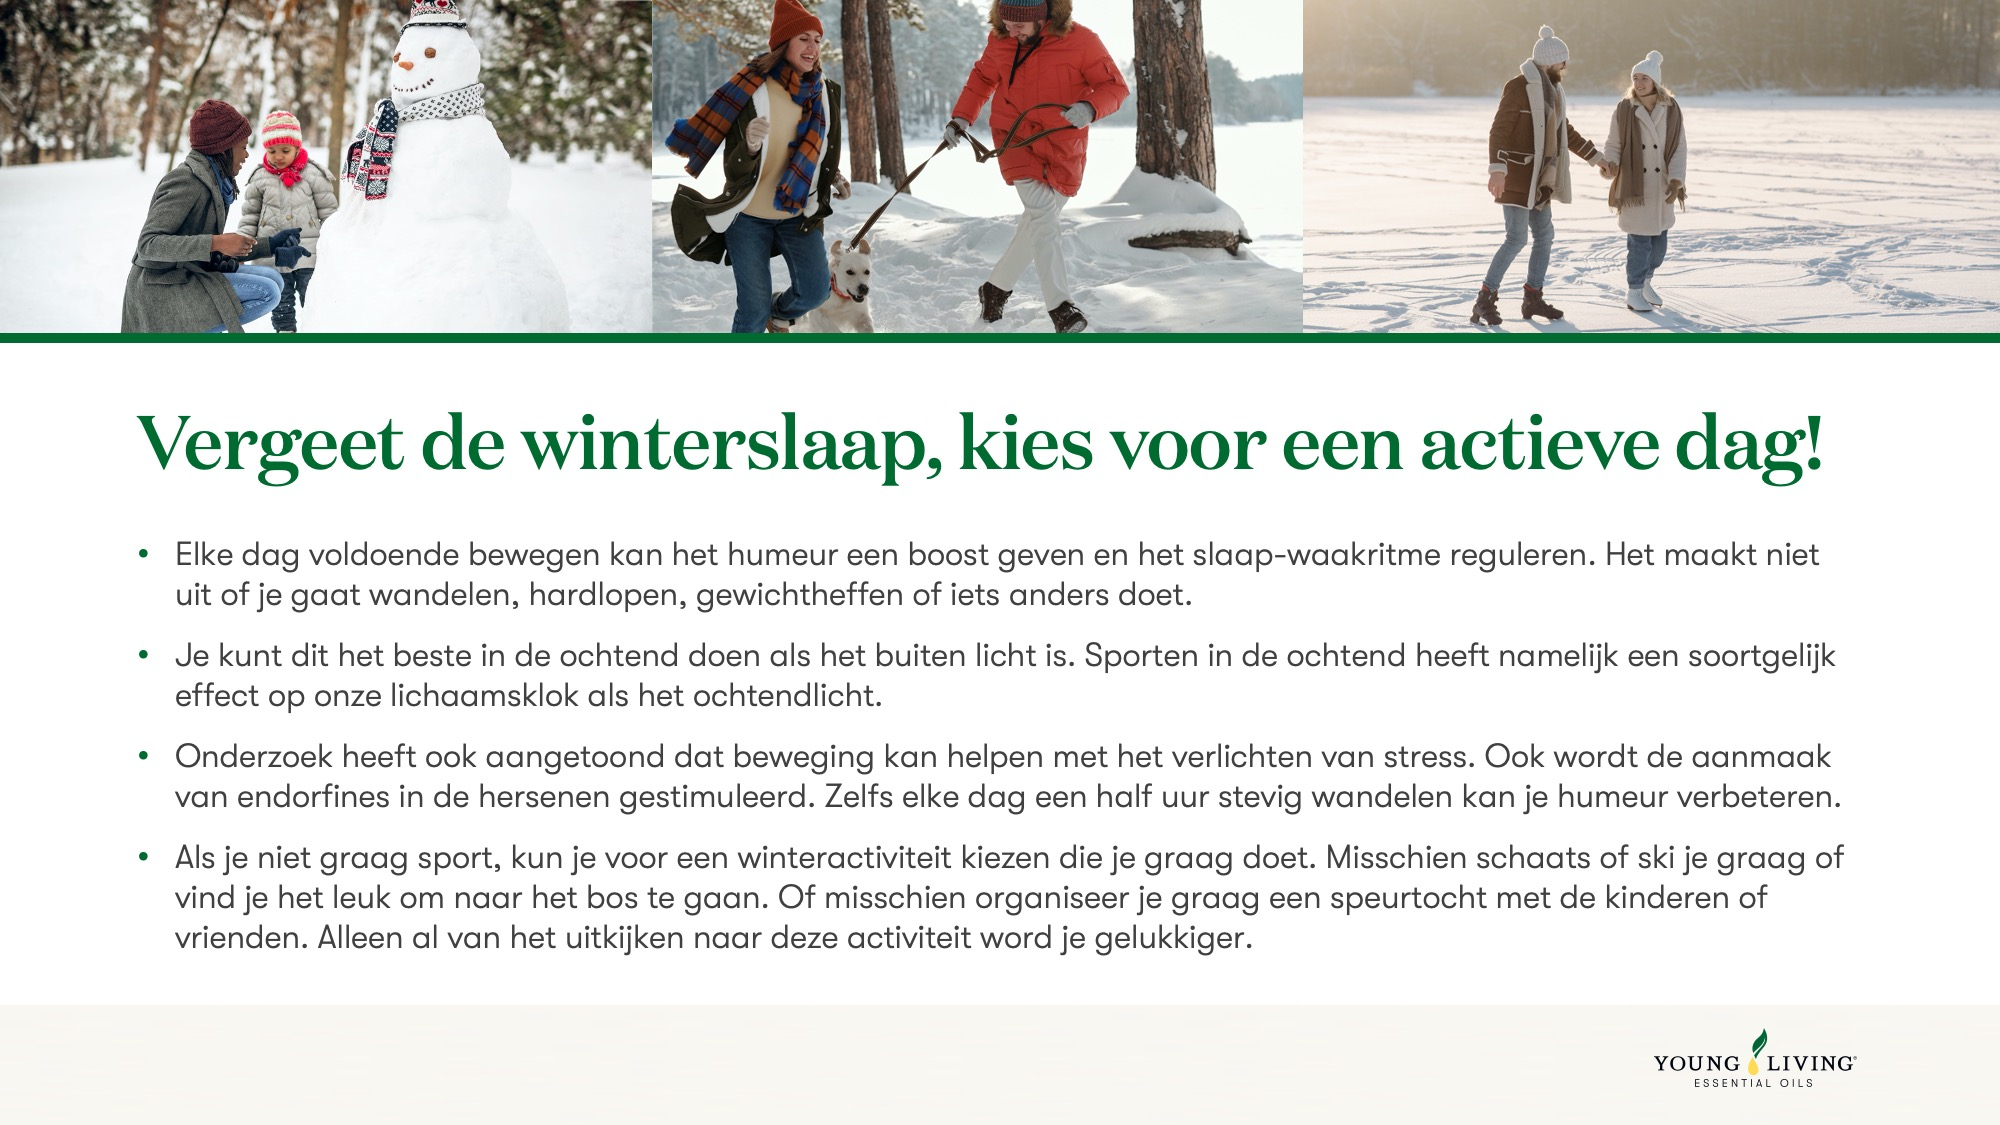 Vergeet de winterslaap, kies voor een actieve dag!
• Elke dag voldoende bewegen kan het humeur een boost geven en het slaap-waakritme reguleren. Het maakt niet
uit of je gaat wandelen, hardlopen, gewichtheffen of iets anders doet.
• Je kunt dit het beste in de ochtend doen als het buiten licht is. Sporten in de ochtend heeft namelijk een soortgelijk
effect op onze lichaamsklok als het ochtendlicht.
• Onderzoek heeft ook aangetoond dat beweging kan helpen met het verlichten van stress. Ook wordt de aanmaak
van endorfines in de hersenen gestimuleerd. Zelfs elke dag een half uur stevig wandelen kan je humeur verbeteren.
• Als je niet graag sport, kun je voor een winteractiviteit kiezen die je graag doet. Misschien schaats of ski je graag of
vind je het leuk om naar het bos te gaan. Of misschien organiseer je graag een speurtocht met de kinderen of
vrienden. Alleen al van het uitkijken naar deze activiteit word je gelukkiger.
YOUNG LIVING®
ESSENTIAL OILS